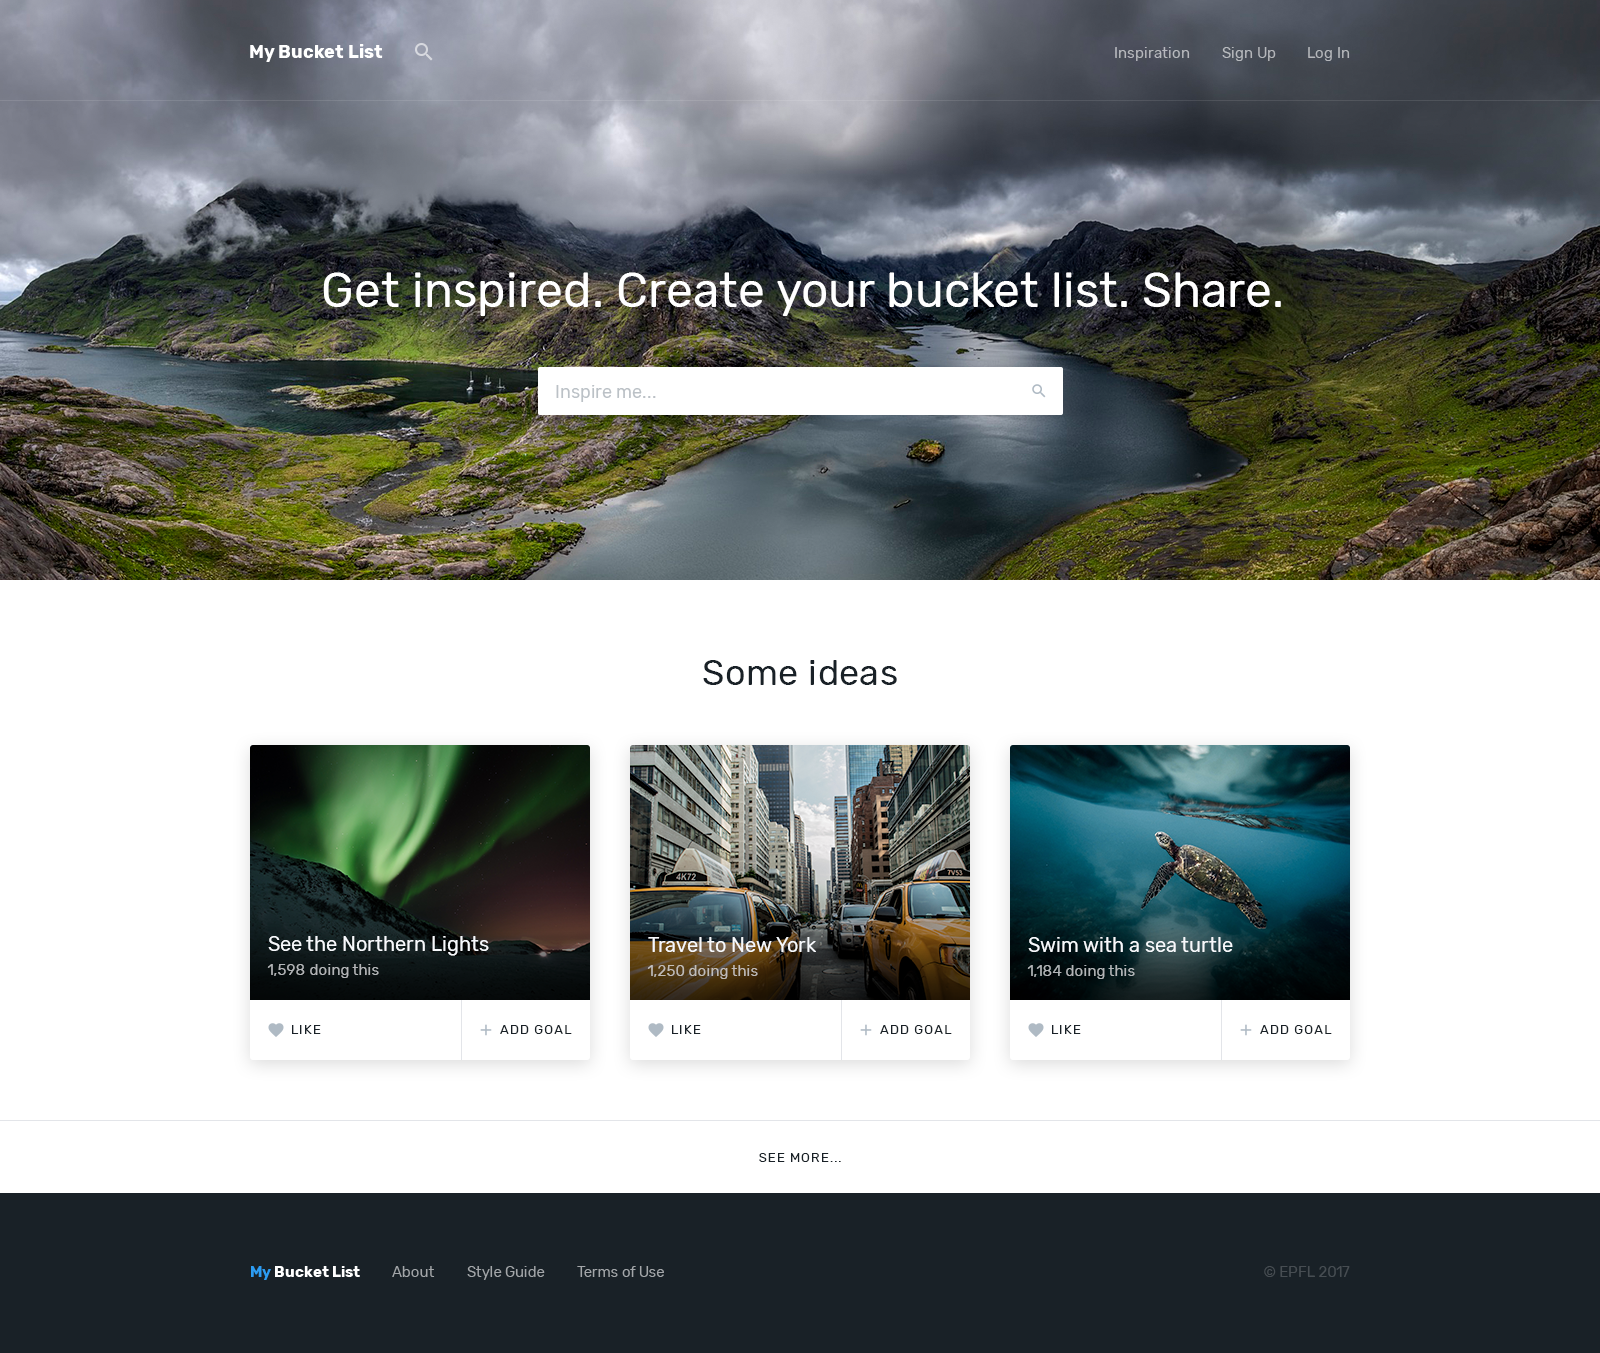 My Bucket List
Inspiration Sign Up Log In
Get inspired. Create your bucket list. Share.
Inspire me...
Some ideas
4K72
7V53
See the Northern Lights
1,598 doing this
Travel to New York
1,250 doing this
Swim with a sea turtle
1,184 doing this
LIKE + ADD GOAL
LIKE + ADD GOAL
LIKE + ADD GOAL
SEE MORE...
My Bucket List About Style Guide Terms of Use © EPFL 2017